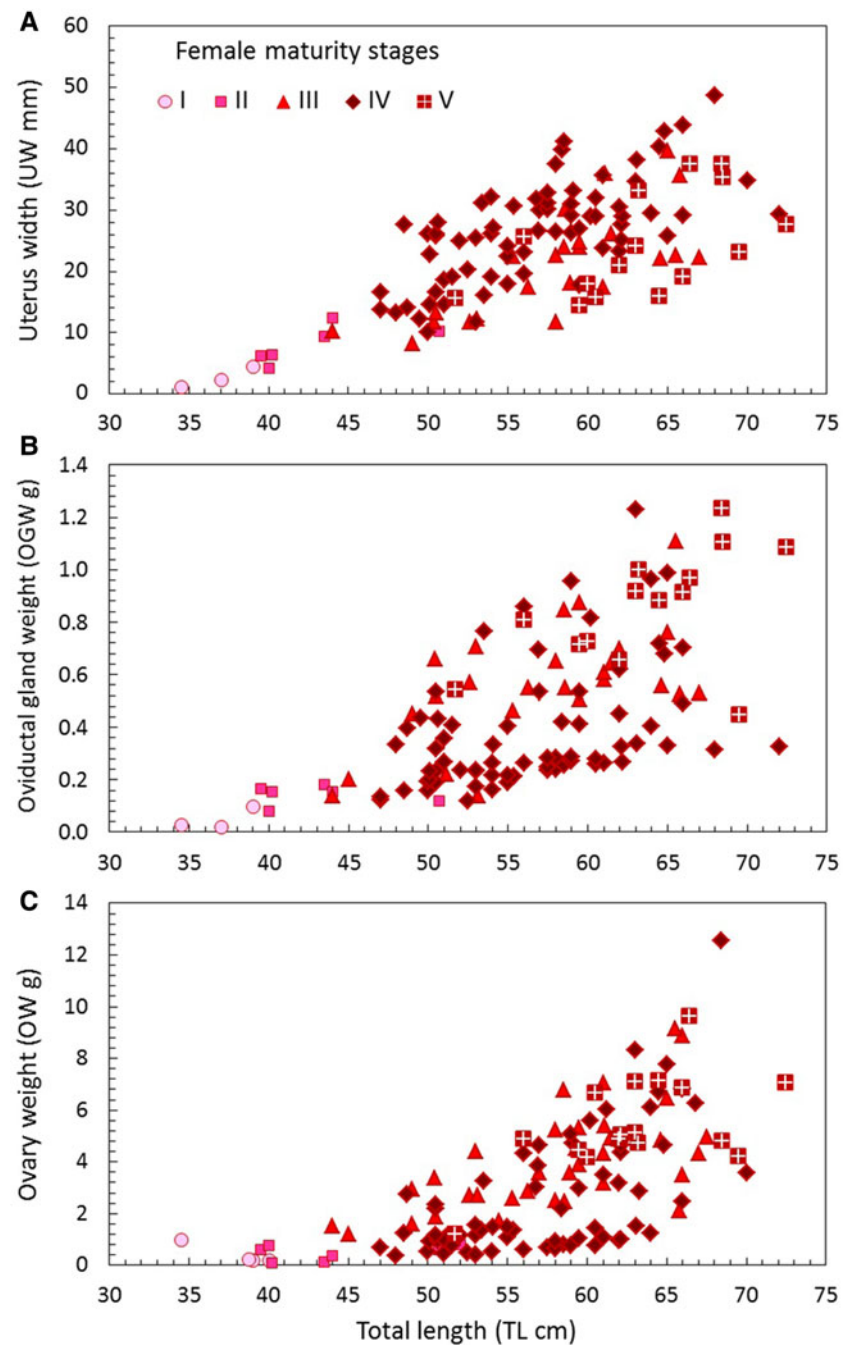 A
Female maturity stages
I II III IV V
Uterus width (UW mm)
60
50
40
30
20
10
0
30 35 40 45 50 55 60 65 70 75
B
Oviductal gland weight (OGW g)
1.4
1.2
1.0
0.8
0.6
0.4
0.2
0.0
30 35 40 45 50 55 60 65 70 75
C
Ovary weight (OW g)
14
12
10
8
6
4
2
0
30 35 40 45 50 55 60 65 70 75
Total length (TL cm)